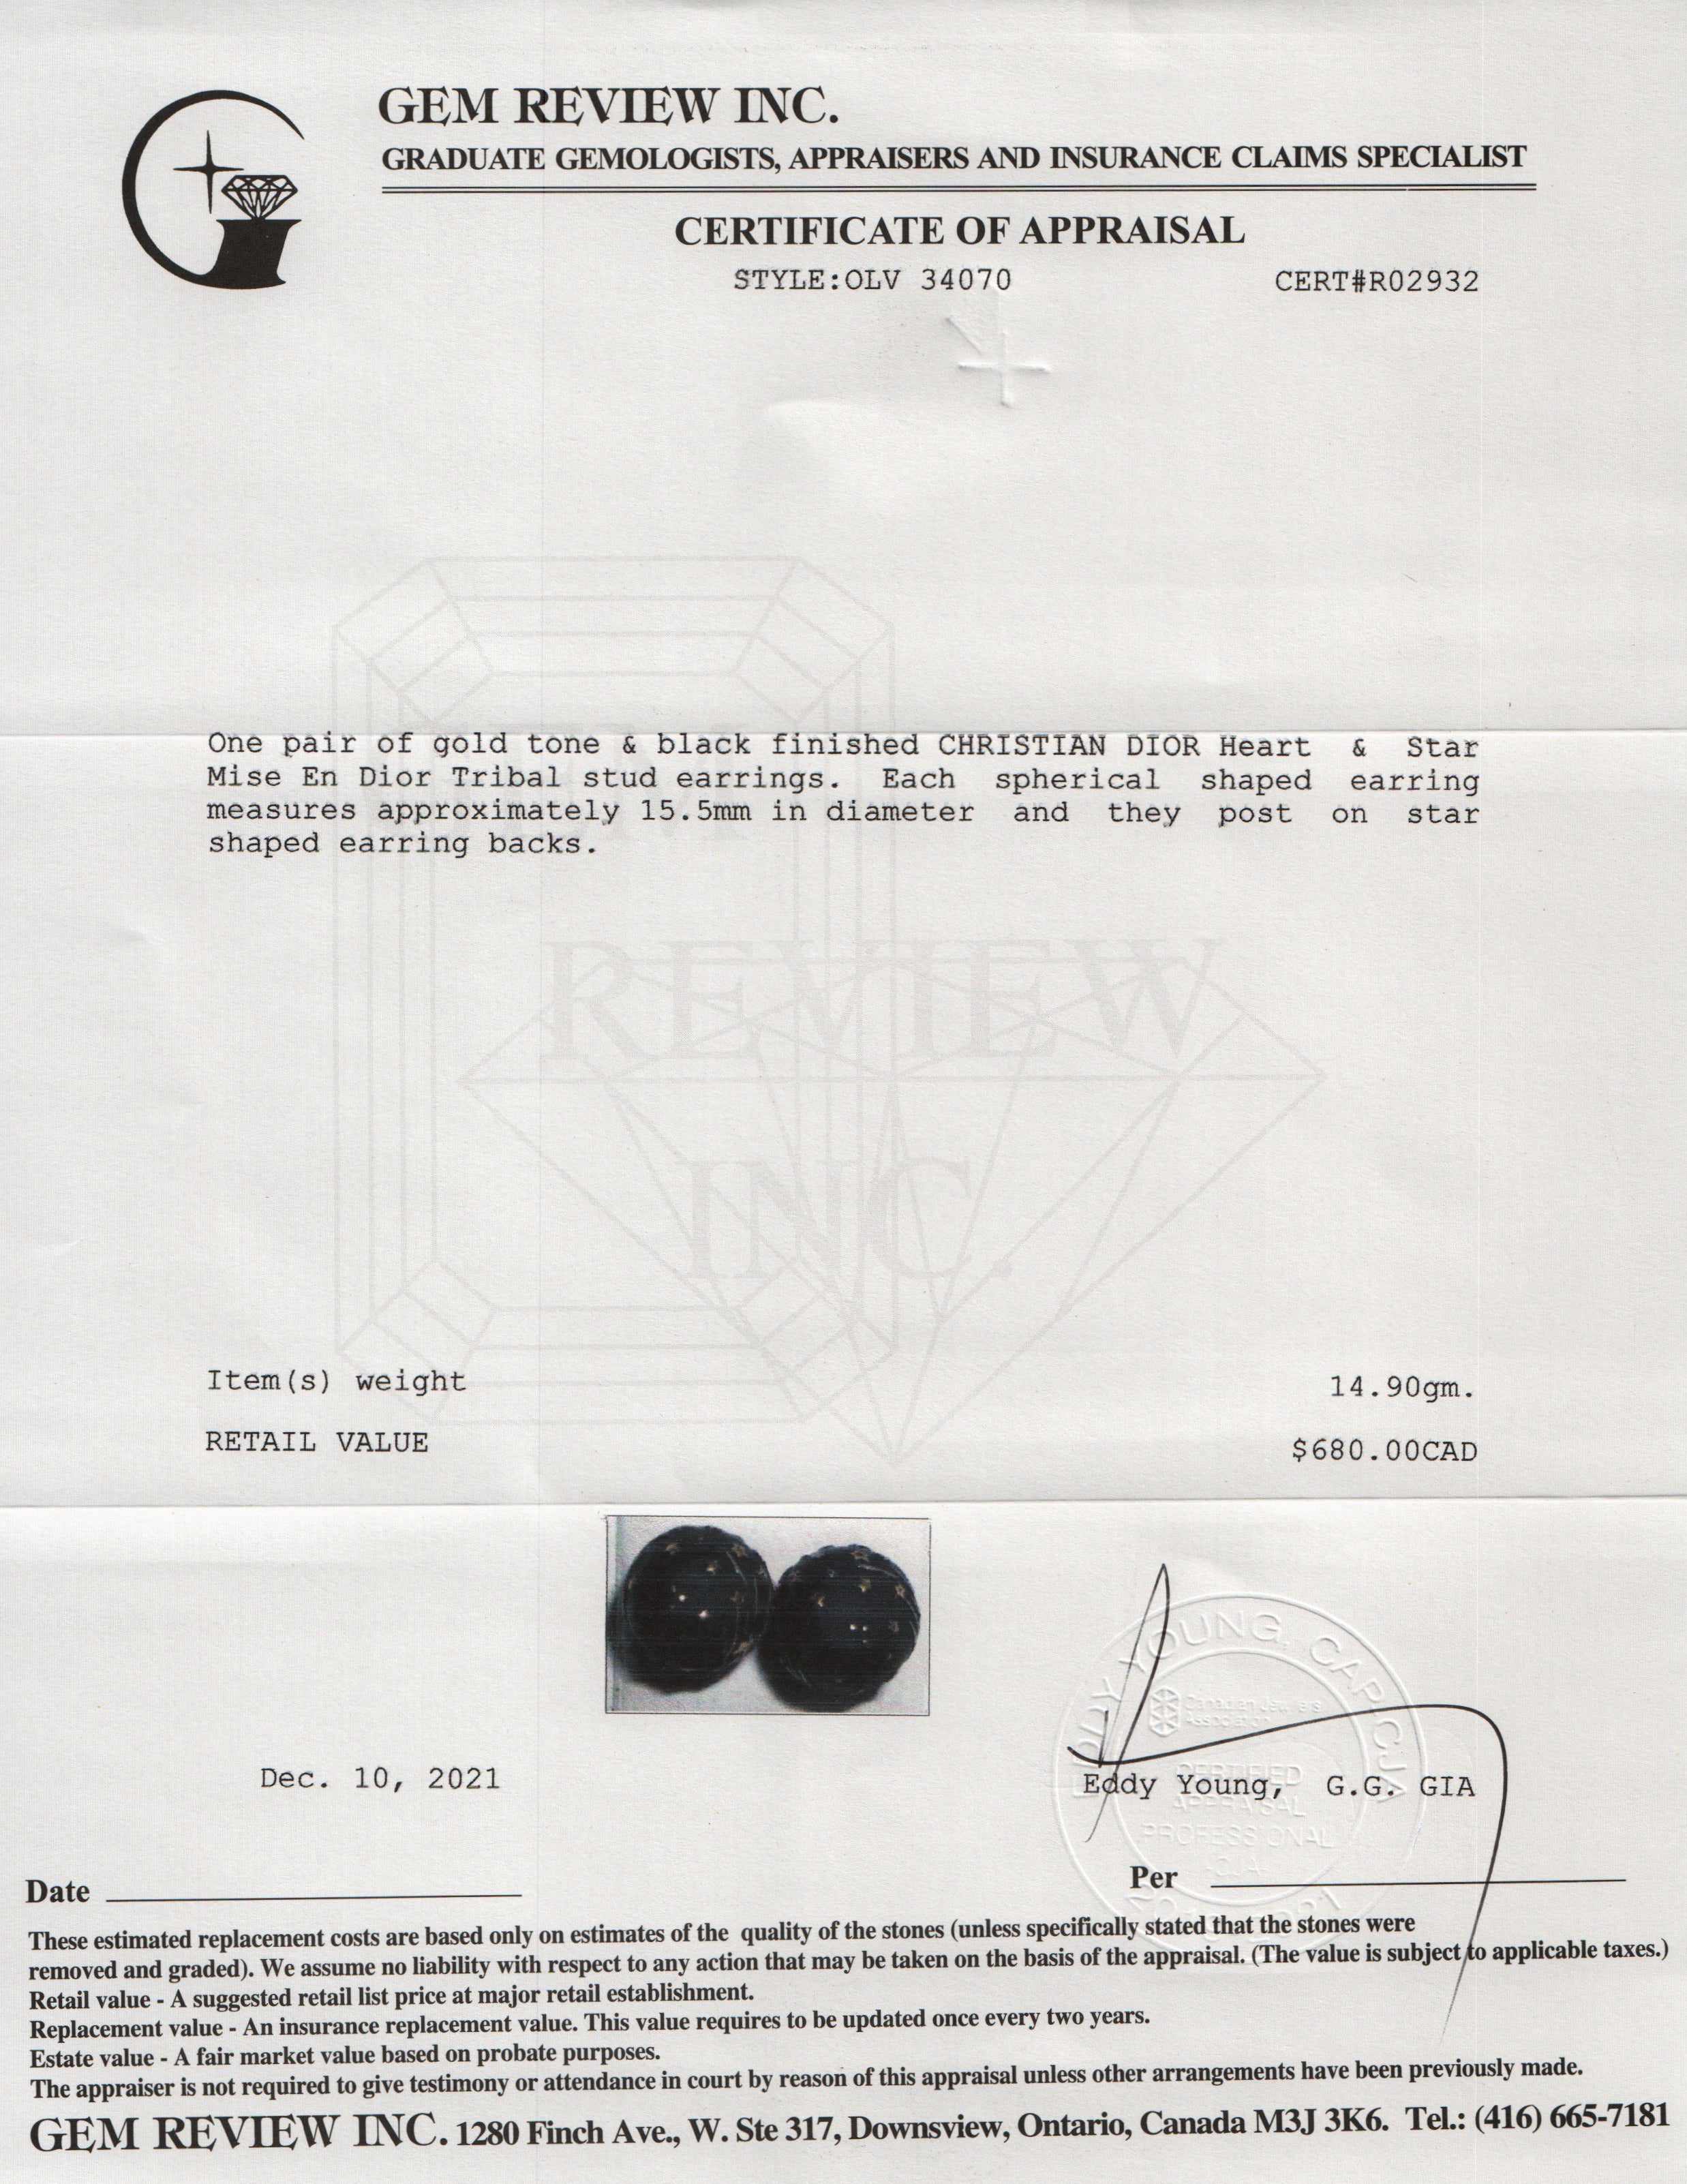 GEM REVIEW INC.
GRADUATE GEMOLOGISTS, APPRAISERS AND INSURANCE CLAIMS SPECIALIST
CERTIFICATE OF APPRAISAL
STYLE:OLV 34070 CERT#R02932
One pair of gold tone & black finished CHRISTIAN DIOR Heart & Star
Mise En Dior Tribal stud earrings. Each spherical shaped earring
measures approximately 15.5mm in diameter and they post on star
shaped earring backs.
REVIEW
INC.
Item(s) weight 14.90gm.
RETAIL VALUE $680.00CAD
EDDY YOUNG, CAP CJA
Canadian Jewellers
Association
CERTIFIED
APPRAISAL
PROFESSIONAL
Dec. 10, 2021
Eddy Young, G.G. GIA
Date
Per
These estimated replacement costs are based only on estimates of the quality of the stones (unless specifically stated that the stones were
removed and graded). We assume no liability with respect to any action that may be taken on the basis of the appraisal. (The value is subject to applicable taxes.)
Retail value - A suggested retail list price at major retail establishment.
Replacement value - An insurance replacement value. This value requires to be updated once every two years.
Estate value - A fair market value based on probate purposes.
The appraiser is not required to give testimony or attendance in court by reason of this appraisal unless other arrangements have been previously made.
GEM REVIEW INC. 1280 Finch Ave., W. Ste 317, Downsview, Ontario, Canada M3J 3K6. Tel.: (416) 665-7181